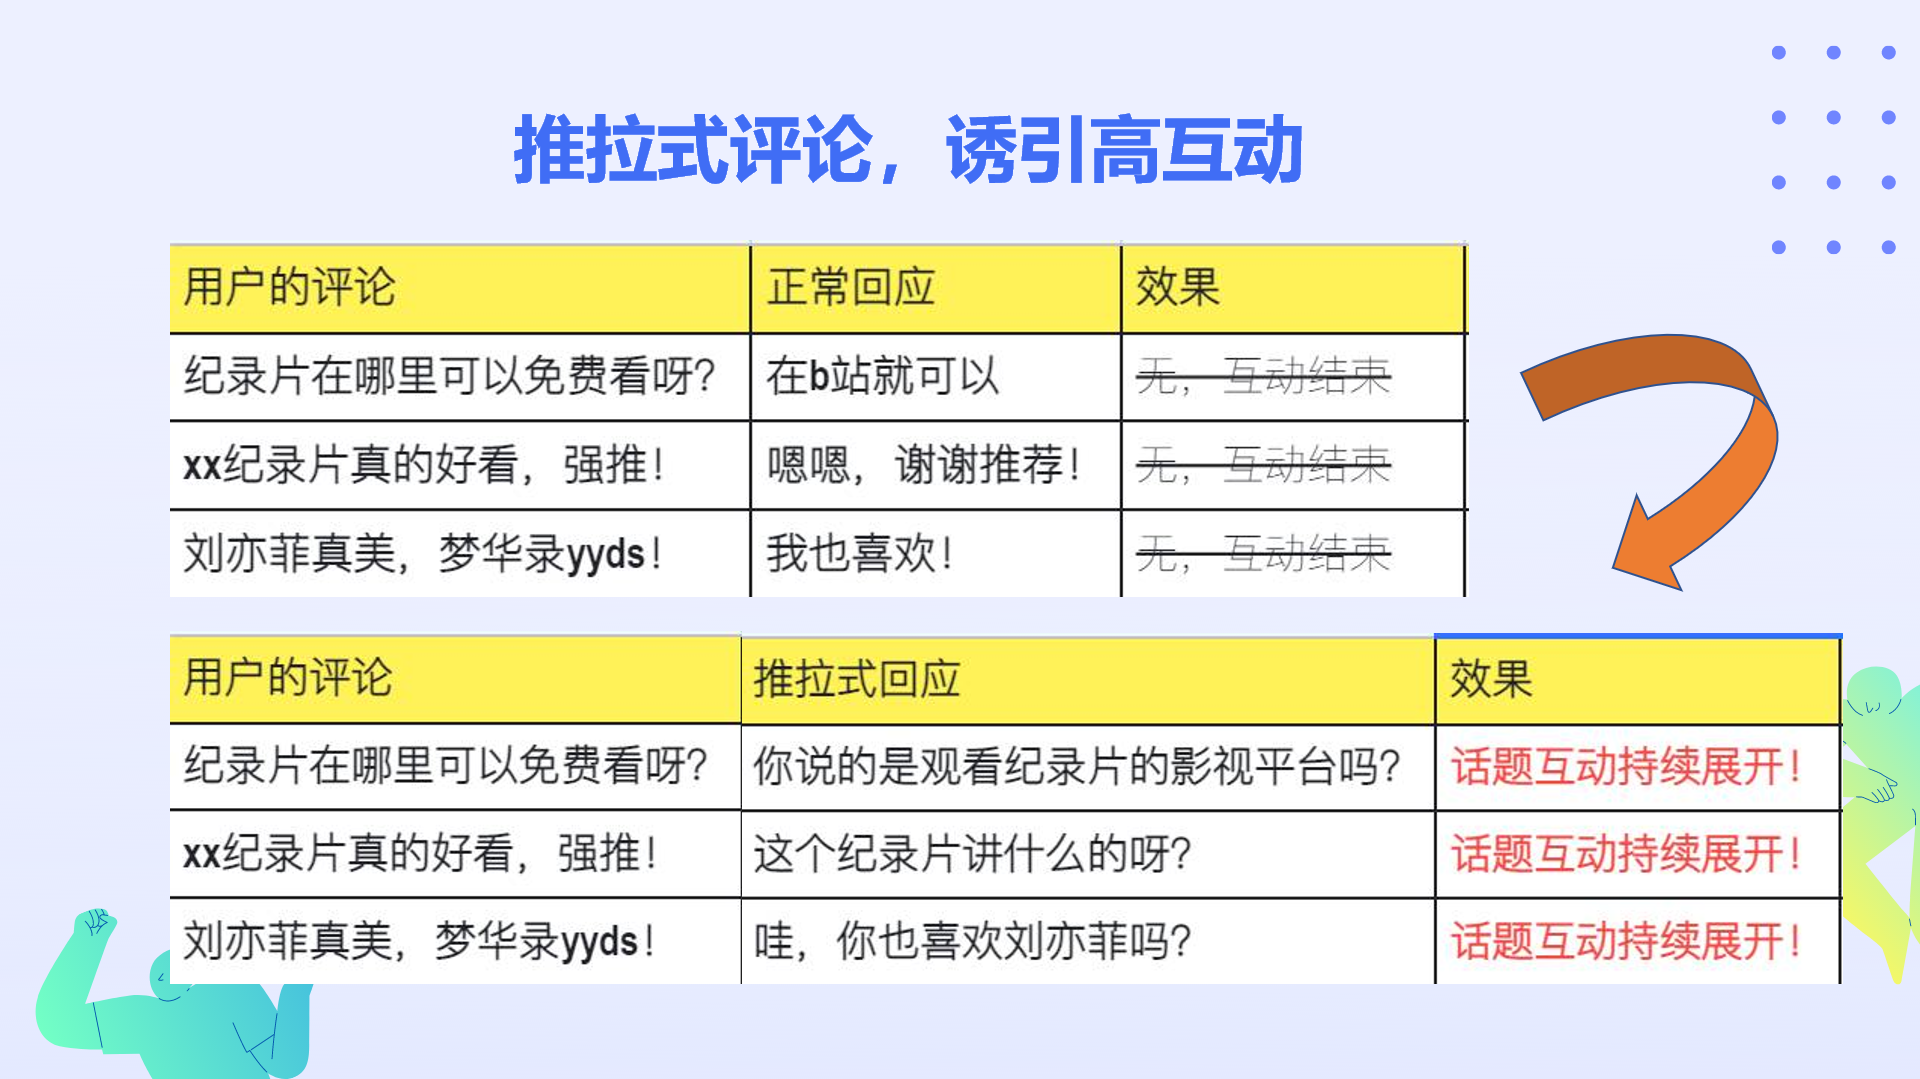 推拉式评论，诱引高互动
用户的评论 正常回应 效果
纪录片在哪里可以免费看呀？ 在b站就可以 无，互动结束
xx纪录片真的好看，强推！ 嗯嗯，谢谢推荐！ 无，互动结束
刘亦菲真美，梦华录yyds！ 我也喜欢！ 无，互动结束
用户的评论 推拉式回应 效果
纪录片在哪里可以免费看呀？ 你说的是观看纪录片的影视平台吗？ 话题互动持续展开！
xx纪录片真的好看，强推！ 这个纪录片讲什么的呀？ 话题互动持续展开！
刘亦菲真美，梦华录yyds！ 哇，你也喜欢刘亦菲吗？ 话题互动持续展开！